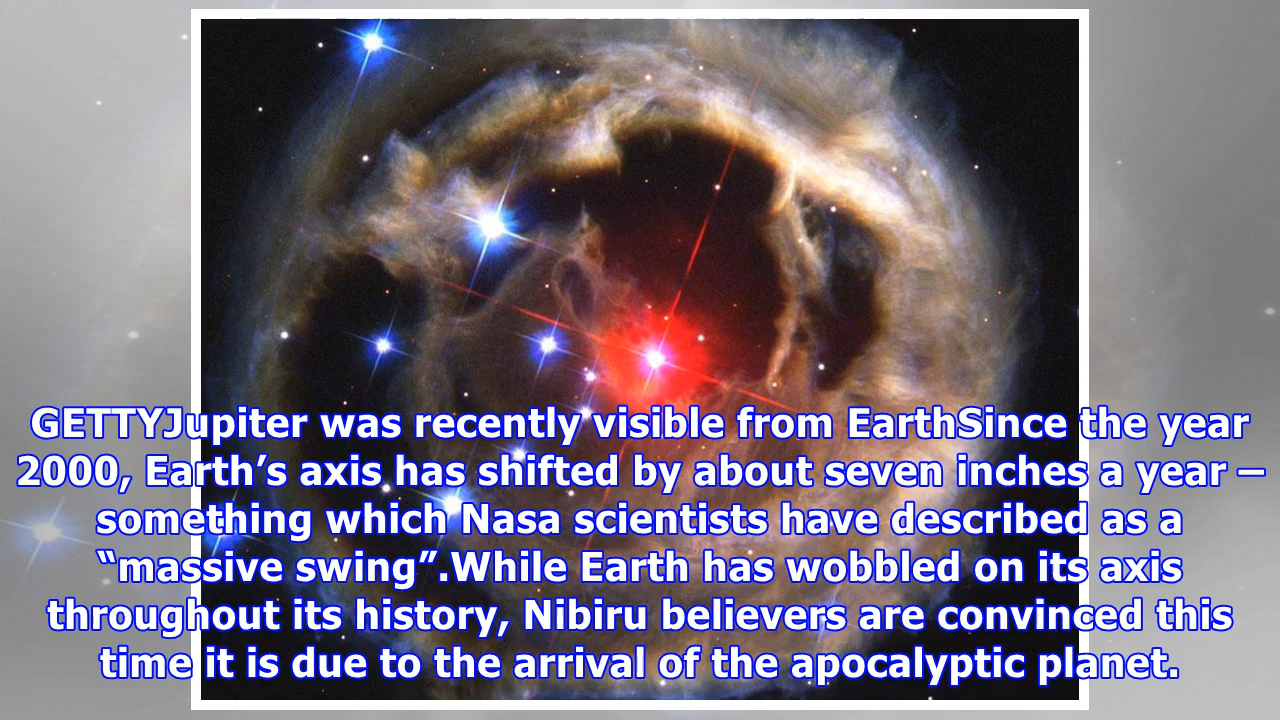 GETTYJupiter was recently visible from EarthSince the year
2000, Earth’s axis has shifted by about seven inches a year –
something which Nasa scientists have described as a
“massive swing”.While Earth has wobbled on its axis
throughout its history, Nibiru believers are convinced this
time it is due to the arrival of the apocalyptic planet.